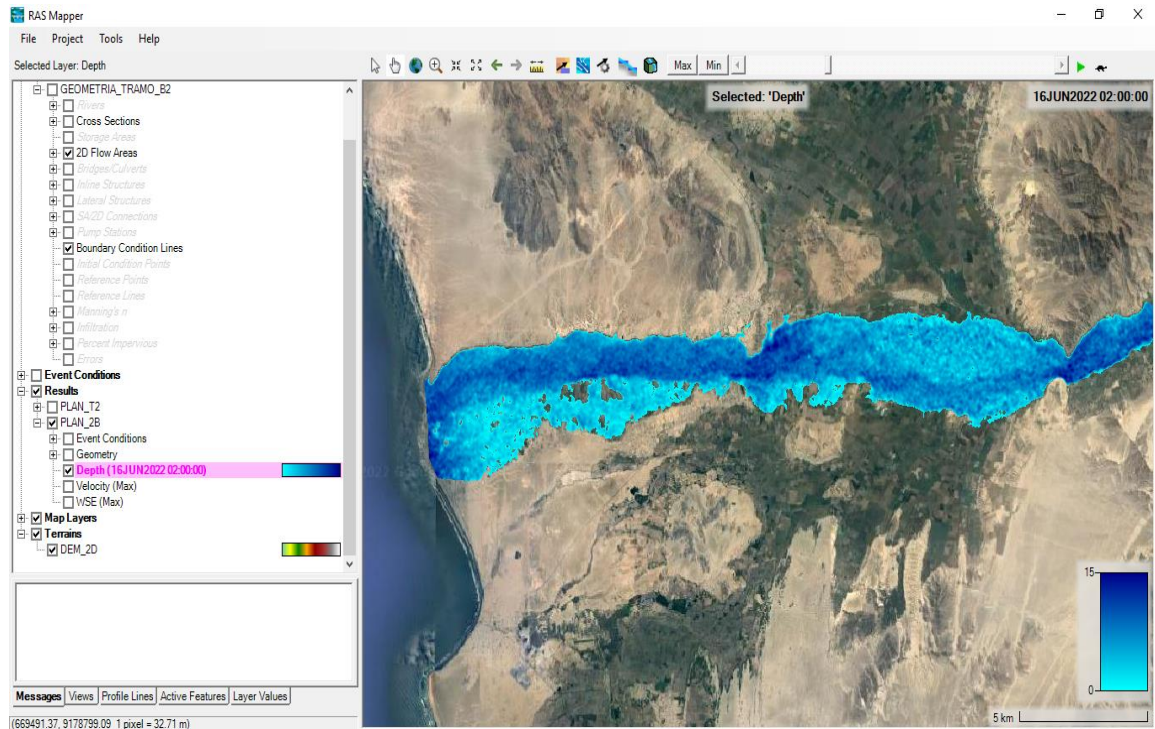 RAS Mapper
File Project Tools Help
Selected Layer: Depth
Max Min
GEOMETRIA_TRAMO_B2
Rivers
Cross Sections
Storage Areas
2D Flow Areas
Bridges/Culverts
Inline Structures
Lateral Structures
SA/2D Connections
Pump Stations
Boundary Condition Lines
Initial Condition Points
Reference Points
Reference Lines
Manning's n
Infiltration
Percent Impervious
Errors
Event Conditions
Results
PLAN_T2
PLAN_2B
Event Conditions
Geometry
Depth (16JUN2022 02:00:00)
Velocity (Max)
WSE (Max)
Map Layers
Terrains
DEM_2D
Messages Views Profile Lines Active Features Layer Values
(669491.37, 9178799.09 1 pixel = 32.71 m)
Selected: 'Depth'
16JUN2022 02:00:00
15
0
5 km